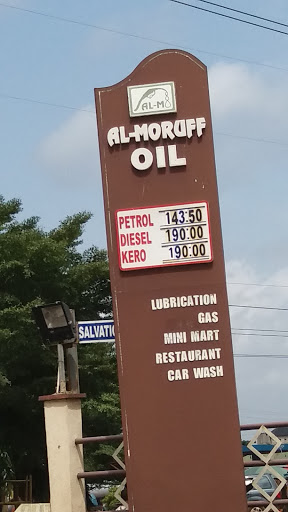 AL-M
AL-MORUFF
OIL
PETROL 143:50
DIESEL 190:00
KERO 190:00
LUBRICATION
GAS
MINI MART
RESTAURANT
CAR WASH